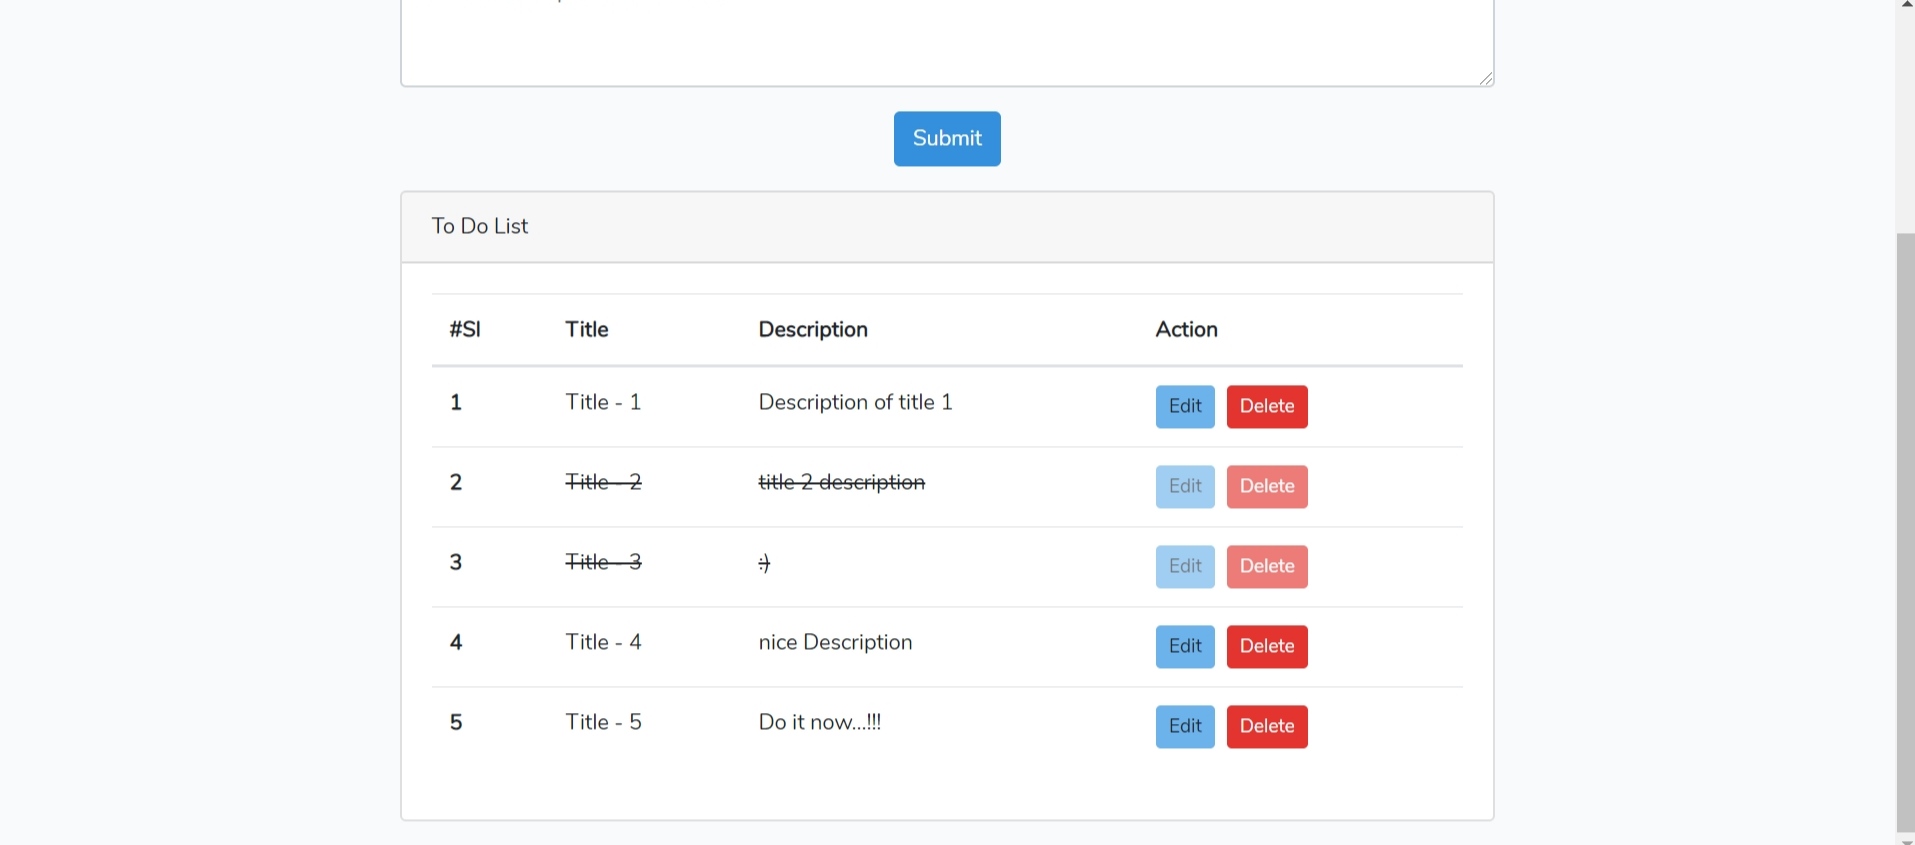 Submit
To Do List
#Sl Title Description Action
1 Title - 1 Description of title 1 Edit Delete
2 Title - 2 title 2 description Edit Delete
3 Title - 3 :) Edit Delete
4 Title - 4 nice Description Edit Delete
5 Title - 5 Do it now...!!! Edit Delete